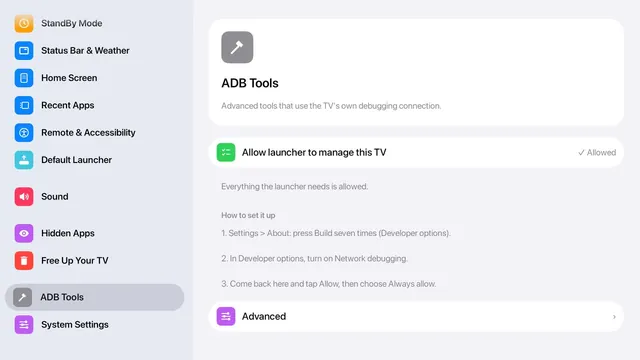 StandBy Mode
Status Bar & Weather
Home Screen
Recent Apps
Remote & Accessibility
Default Launcher
Sound
Hidden Apps
Free Up Your TV
ADB Tools
System Settings
ADB Tools
Advanced tools that use the TV's own debugging connection.
Allow launcher to manage this TV
✓ Allowed
Everything the launcher needs is allowed.
How to set it up
1. Settings > About: press Build seven times (Developer options).
2. In Developer options, turn on Network debugging.
3. Come back here and tap Allow, then choose Always allow.
Advanced